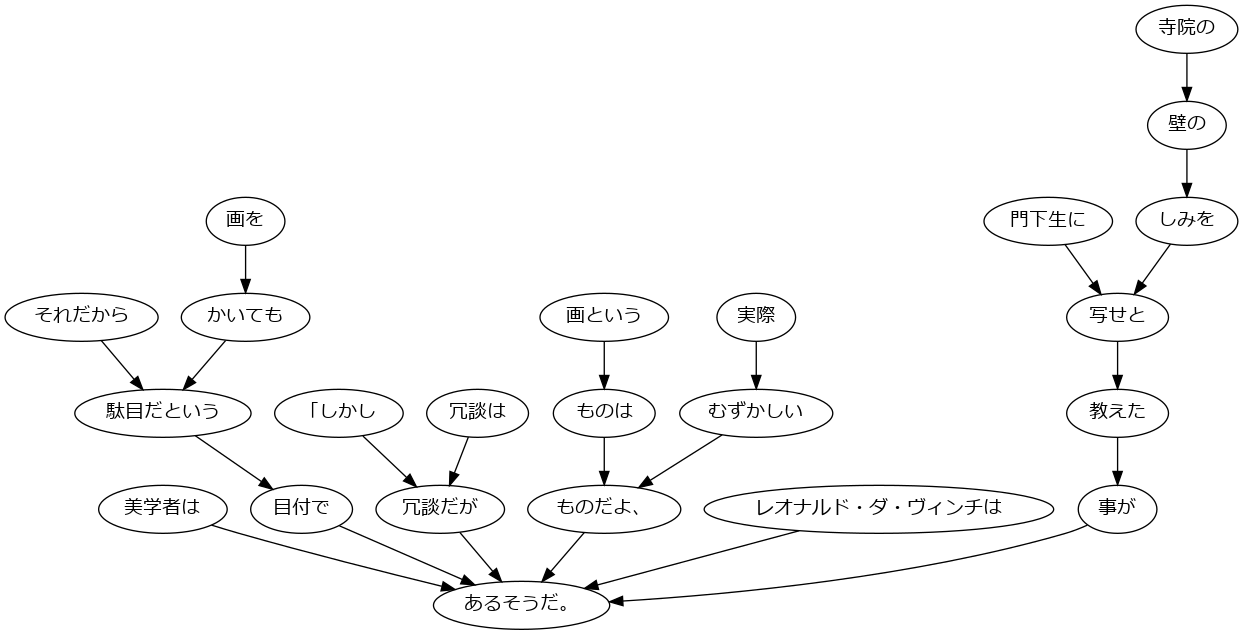 寺院の
壁の
画を
門下生に
しみを
それだから
かいても
画という
実際
写せと
駄目だという
「しかし
冗談は
ものは
むずかしい
教えた
美学者は
目付で
冗談だが
ものだよ、
レオナルド・ダ・ヴィンチは
事が
あるそうだ。